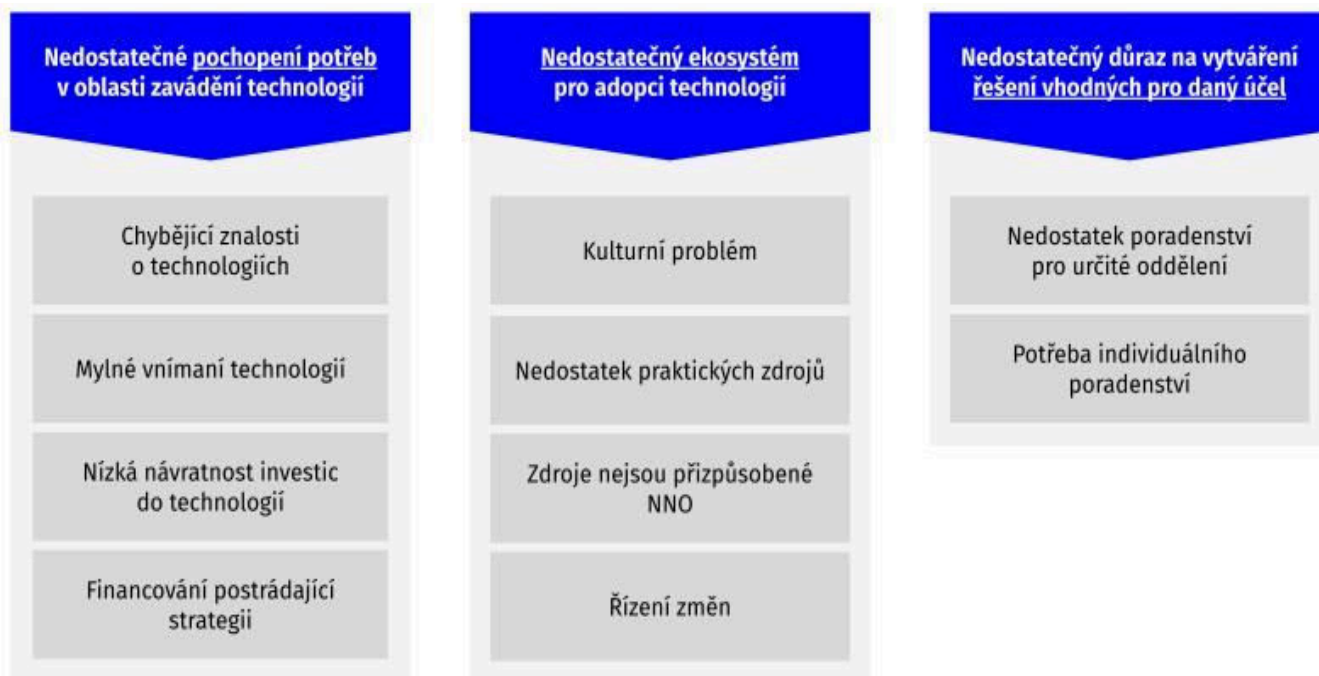 Nedostatečné pochopení potřeb
v oblasti zavádění technologií
Chybějící znalosti
o technologiích
Mylné vnímaní technologií
Nízká návratnost investic
do technologií
Financování postrádající
strategii
Nedostatečný ekosystém
pro adopci technologií
Kulturní problém
Nedostatek praktických zdrojů
Zdroje nejsou přizpůsobené
NNO
Řízení změn
Nedostatečný důraz na vytváření
řešení vhodných pro daný účel
Nedostatek poradenství
pro určité oddělení
Potřeba individuálního
poradenství